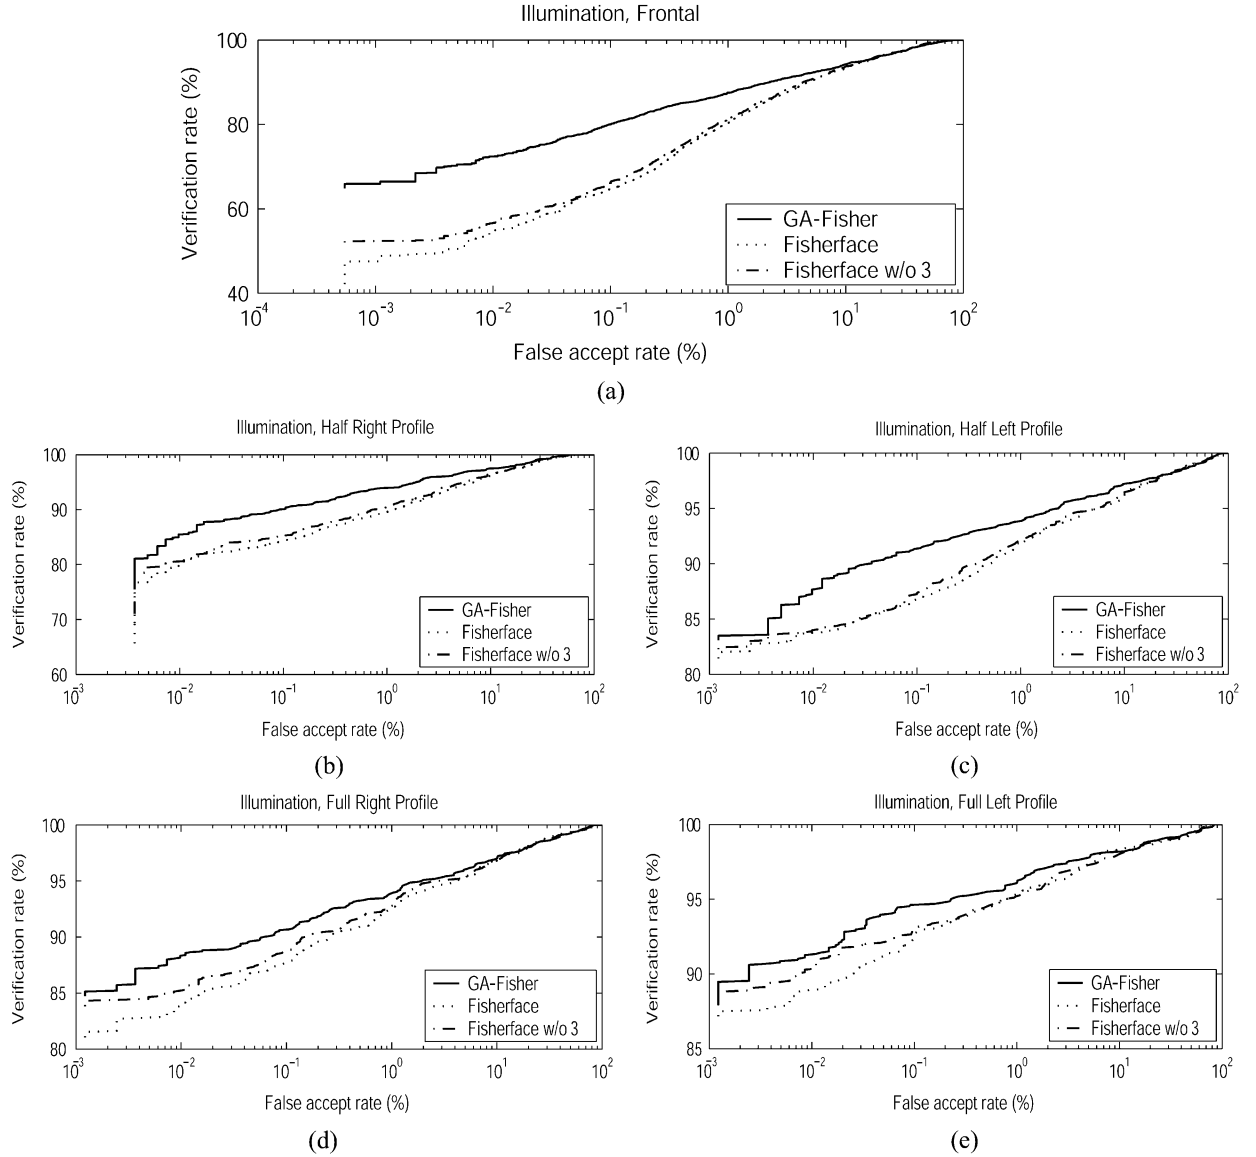 Illumination, Frontal
Verification rate (%)
100
80
60
40
GA-Fisher
Fisherface
Fisherface w/o 3
10^-4 10^-3 10^-2 10^-1 10^0 10^1 10^2
False accept rate (%)
(a)
Illumination, Half Right Profile
Verification rate (%)
100
90
80
70
60
GA-Fisher
Fisherface
Fisherface w/o 3
10^-3 10^-2 10^-1 10^0 10^1 10^2
False accept rate (%)
(b)
Illumination, Half Left Profile
Verification rate (%)
100
95
90
85
80
GA-Fisher
Fisherface
Fisherface w/o 3
10^-3 10^-2 10^-1 10^0 10^1 10^2
False accept rate (%)
(c)
Illumination, Full Right Profile
Verification rate (%)
100
95
90
85
80
GA-Fisher
Fisherface
Fisherface w/o 3
10^-3 10^-2 10^-1 10^0 10^1 10^2
False accept rate (%)
(d)
Illumination, Full Left Profile
Verification rate (%)
100
95
90
85
GA-Fisher
Fisherface
Fisherface w/o 3
10^-3 10^-2 10^-1 10^0 10^1 10^2
False accept rate (%)
(e)